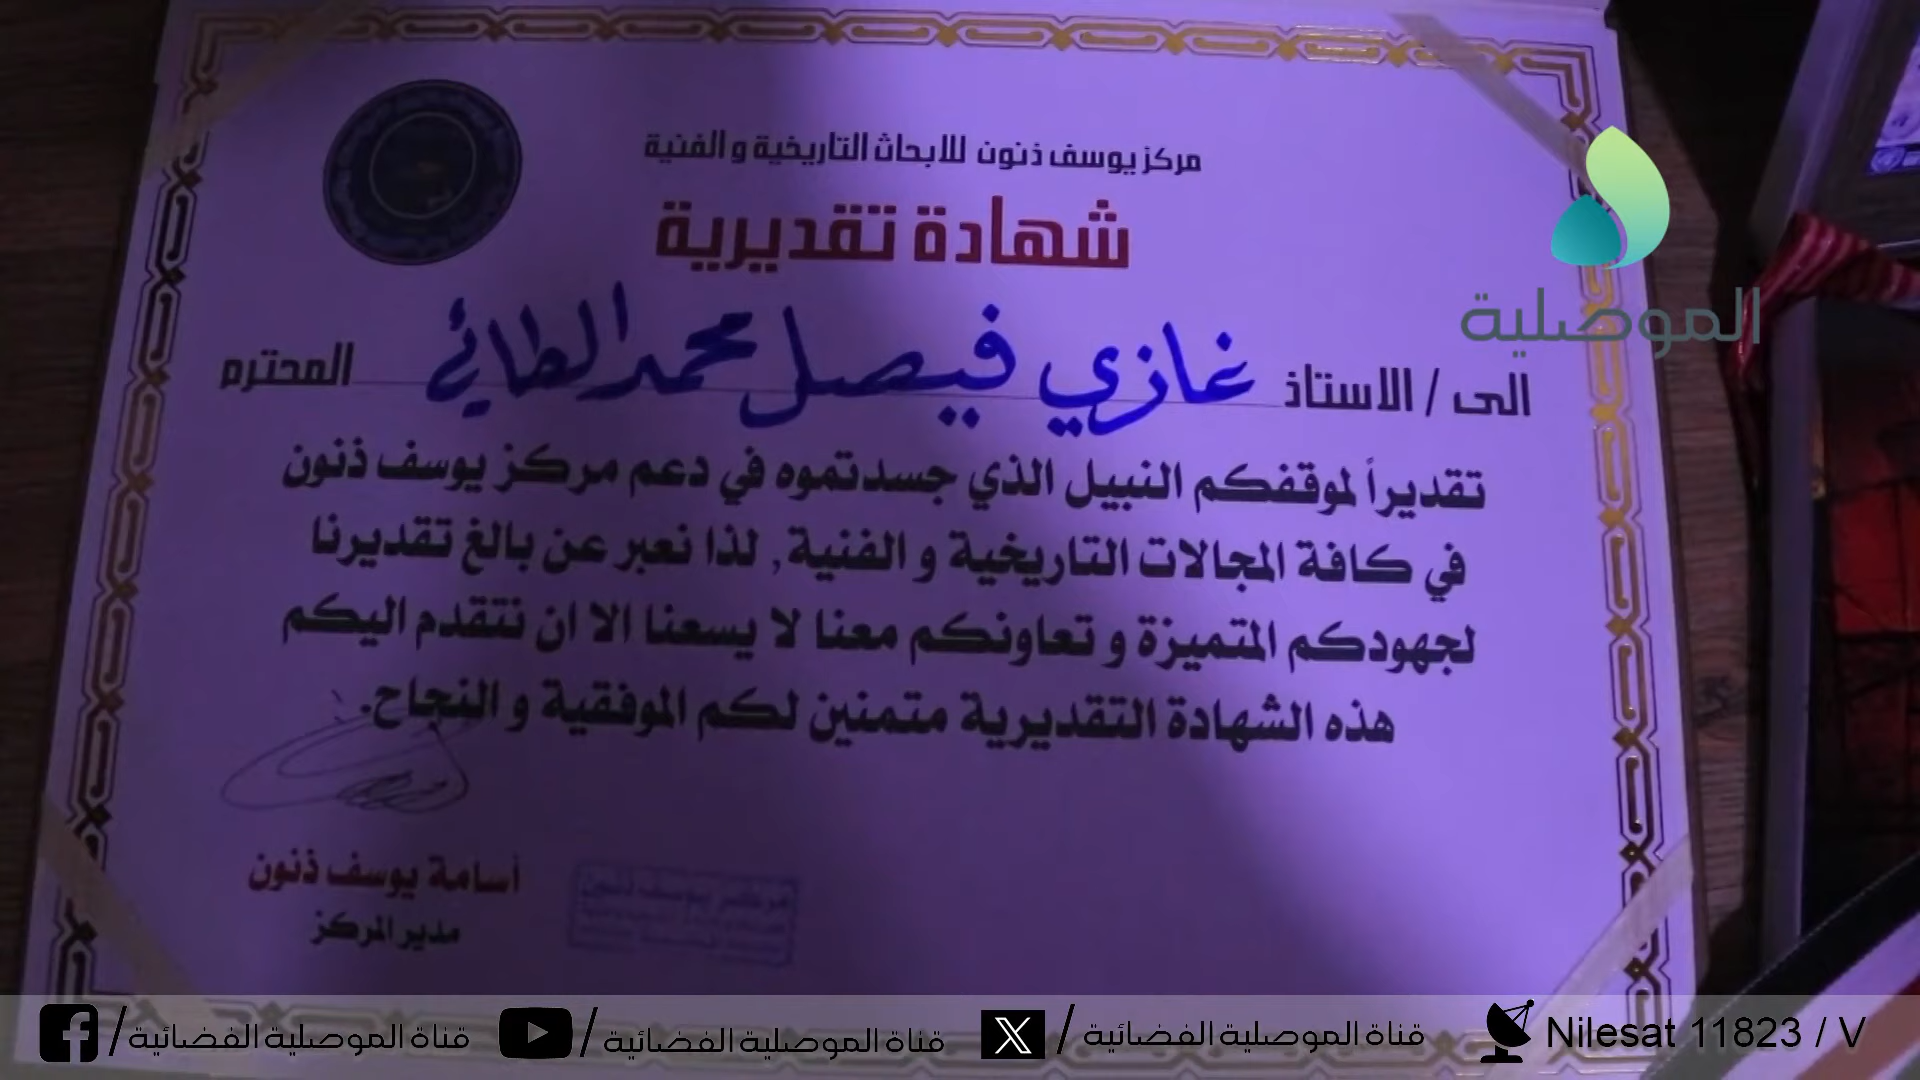 مركز يوسف ذنون للابحاث التاريخية و الفنية
شهادة تقديرية
الموصلية
الى / الاستاذ غازي فيصل محمد الطائي المحترم
تقديراً لموقفكم النبيل الذي جسدتموه في دعم مركز يوسف ذنون
في كافة المجالات التاريخية و الفنية , لذا نعبر عن بالغ تقديرنا
لجهودكم المتميزة و تعاونكم معنا لا يسعنا الا ان نتقدم اليكم
هذه الشهادة التقديرية متمنين لكم الموفقية و النجاح.
أسامة يوسف ذنون
مدير المركز
مركز يوسف ذنون
/قناة الموصلية الفضائية
/قناة الموصلية الفضائية
/قناة الموصلية الفضائية
Nilesat 11823 / V